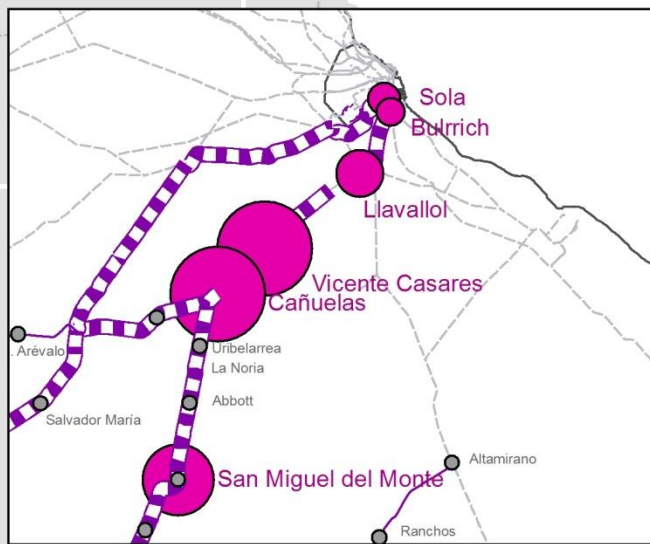 Sola
Bulrrich
Llavallol
Vicente Casares
Cañuelas
Uribelarrea
. Arévalo
La Noria
Abbott
Salvador María
San Miguel del Monte
Altamirano
Ranchos